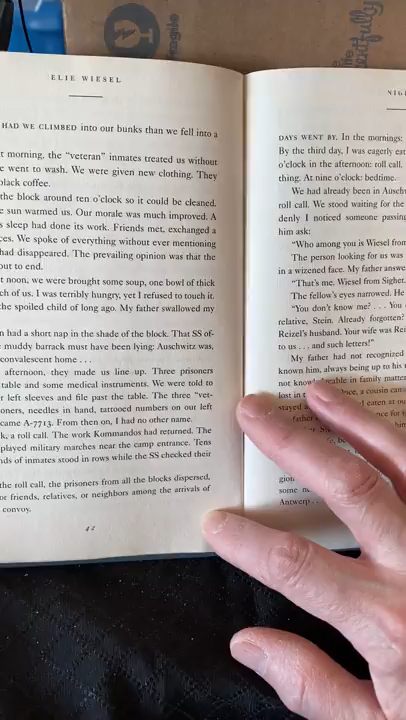 fragile
ELIE WIESEL
HAD WE CLIMBED into our bunks than we fell into a
t morning, the "veteran" inmates treated us without
e went to wash. We were given new clothing. They
black coffee.
the block around ten o'clock so it could be cleaned.
e sun warmed us. Our morale was much improved. A
s sleep had done its work. Friends met, exchanged a
ces. We spoke of everything without ever mentioning
had disappeared. The prevailing opinion was that the
out to end.
t noon, we were brought some soup, one bowl of thick
ch of us. I was terribly hungry, yet I refused to touch it.
the spoiled child of long ago. My father swallowed my
n had a short nap in the shade of the block. That SS of-
e muddy barrack must have been lying: Auschwitz was,
convalescent home . . .
afternoon, they made us line up. Three prisoners
table and some medical instruments. We were told to
r left sleeves and file past the table. The three "vet-
oners, needles in hand, tattooed numbers on our left
came A-7713. From then on, I had no other name.
k, a roll call. The work Kommandos had returned. The
played military marches near the camp entrance. Tens
nds of inmates stood in rows while the SS checked their
the roll call, the prisoners from all the blocks dispersed,
or friends, relatives, or neighbors among the arrivals of
convoy.
42
NIG
DAYS WENT BY. In the mornings:
By the third day, I was eagerly eat
o'clock in the afternoon: roll call.
thing. At nine o'clock: bedtime.
We had already been in Ausch
roll call. We stood waiting for the
denly I noticed someone passing
him ask:
"Who among you is Wiesel from
The person looking for us was
in a wizened face. My father answe
"That's me. Wiesel from Sighet.
The fellow's eyes narrowed. He
"You don't know me? . . . You
relative, Stein. Already forgotten?
Reizel's husband. Your wife was Rei
to us . . . and such letters!"
My father had not recognized
known him, always being up to his
not knowledgeable in family matter
lost in
stayed
father
gion
some n
Antwerp . .